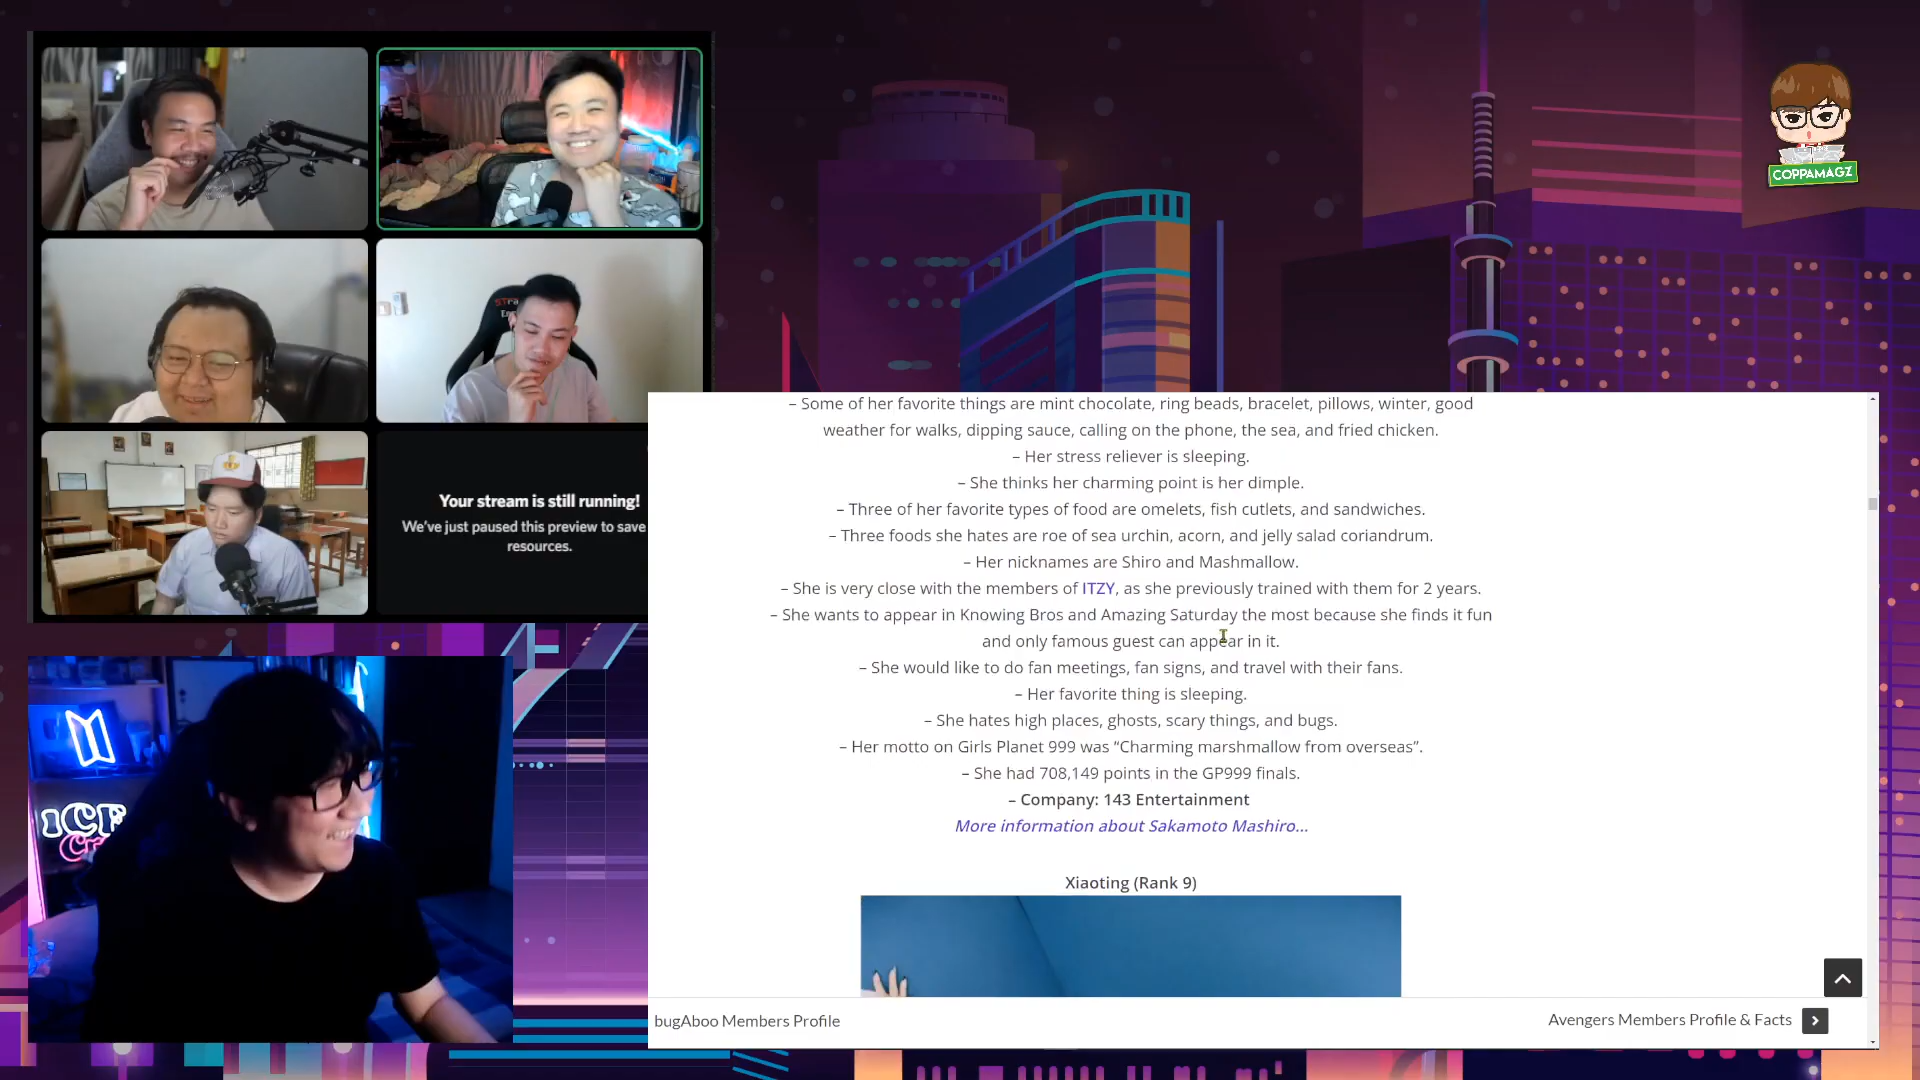 COPPAMAGZ
Your stream is still running!
We've just paused this preview to save
resources.
– Some of her favorite things are mint chocolate, ring beads, bracelet, pillows, winter, good
weather for walks, dipping sauce, calling on the phone, the sea, and fried chicken.
– Her stress reliever is sleeping.
– She thinks her charming point is her dimple.
– Three of her favorite types of food are omelets, fish cutlets, and sandwiches.
– Three foods she hates are roe of sea urchin, acorn, and jelly salad coriandrum.
– Her nicknames are Shiro and Mashmallow.
– She is very close with the members of ITZY, as she previously trained with them for 2 years.
– She wants to appear in Knowing Bros and Amazing Saturday the most because she finds it fun
and only famous guest can appear in it.
– She would like to do fan meetings, fan signs, and travel with their fans.
– Her favorite thing is sleeping.
– She hates high places, ghosts, scary things, and bugs.
– Her motto on Girls Planet 999 was “Charming marshmallow from overseas”.
– She had 708,149 points in the GP999 finals.
– Company: 143 Entertainment
More information about Sakamoto Mashiro...
Xiaoting (Rank 9)
bugAboo Members Profile
Avengers Members Profile & Facts
ICE